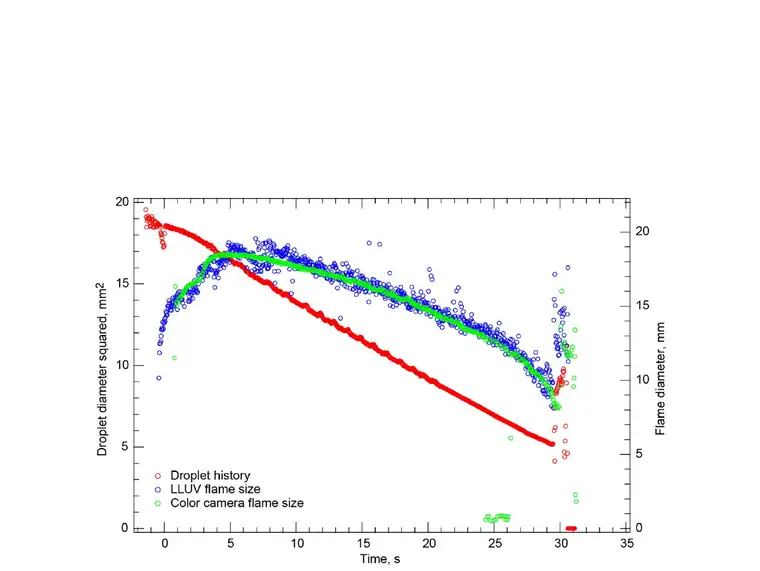 20
15
10
5
0
Droplet diameter squared, mm2
20
15
10
5
0
Flame diameter, mm
Droplet history
LLUV flame size
Color camera flame size
0 5 10 15 20 25 30 35
Time, s